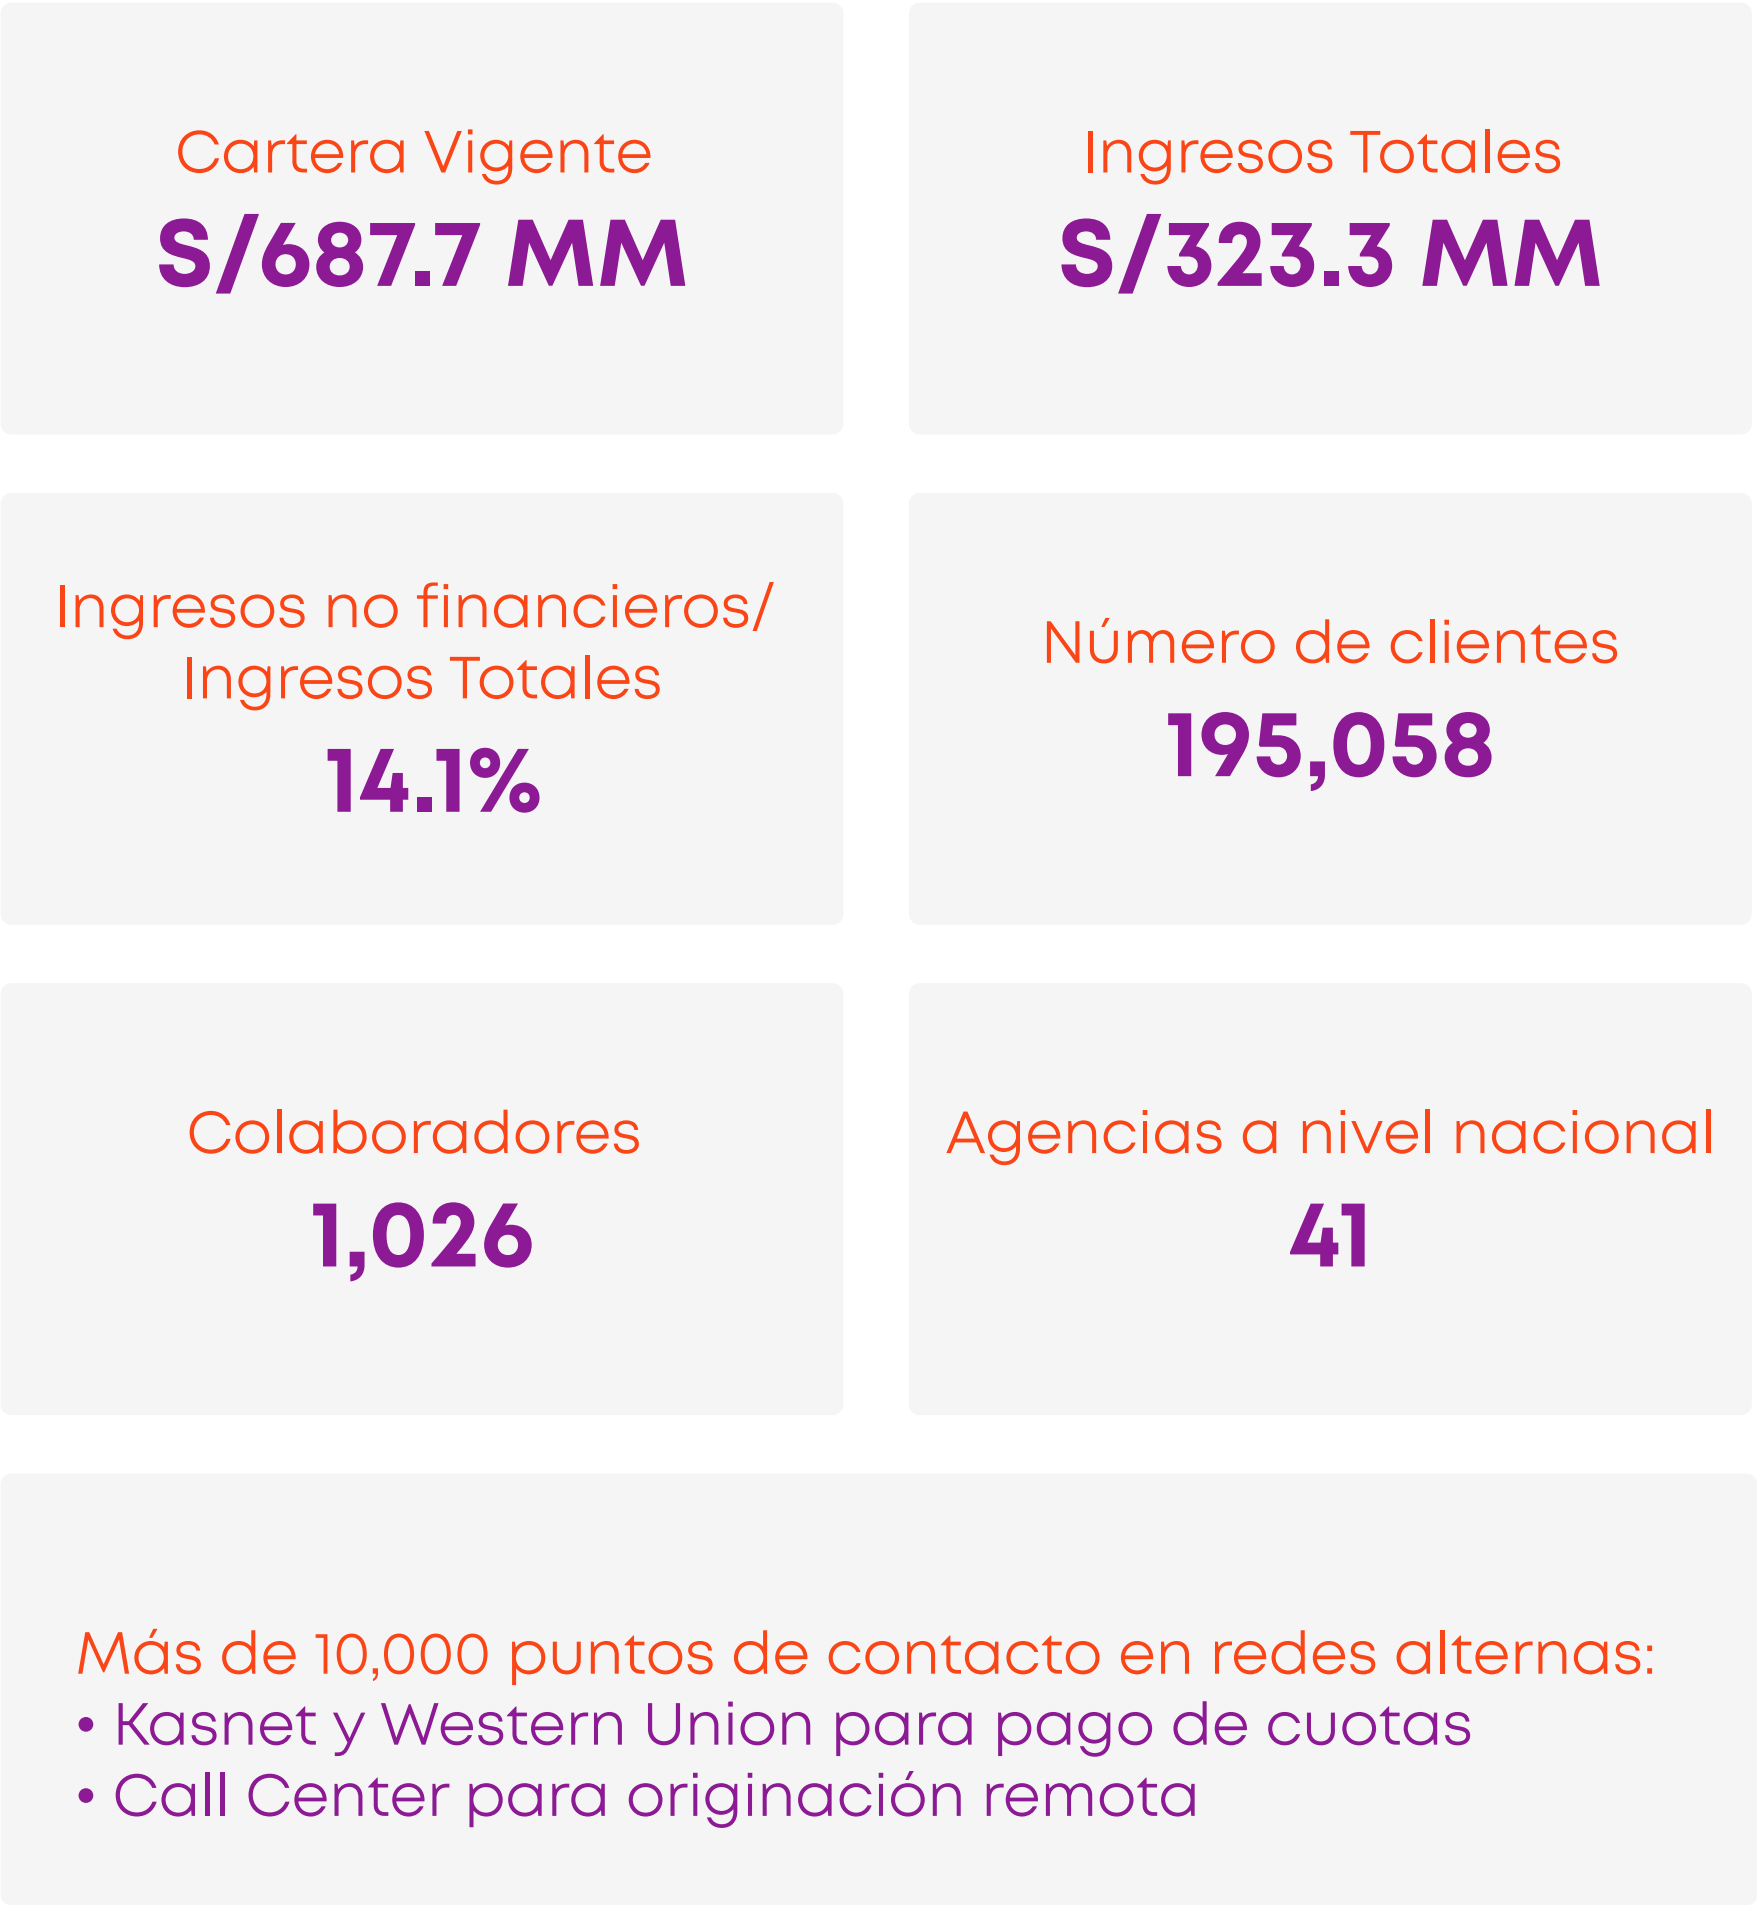 Cartera Vigente
S/687.7 MM
Ingresos Totales
S/323.3 MM
Ingresos no financieros/
Ingresos Totales
14.1%
Número de clientes
195,058
Colaboradores
1,026
Agencias a nivel nacional
41
Más de 10,000 puntos de contacto en redes alternas:
• Kasnet y Western Union para pago de cuotas
• Call Center para originación remota